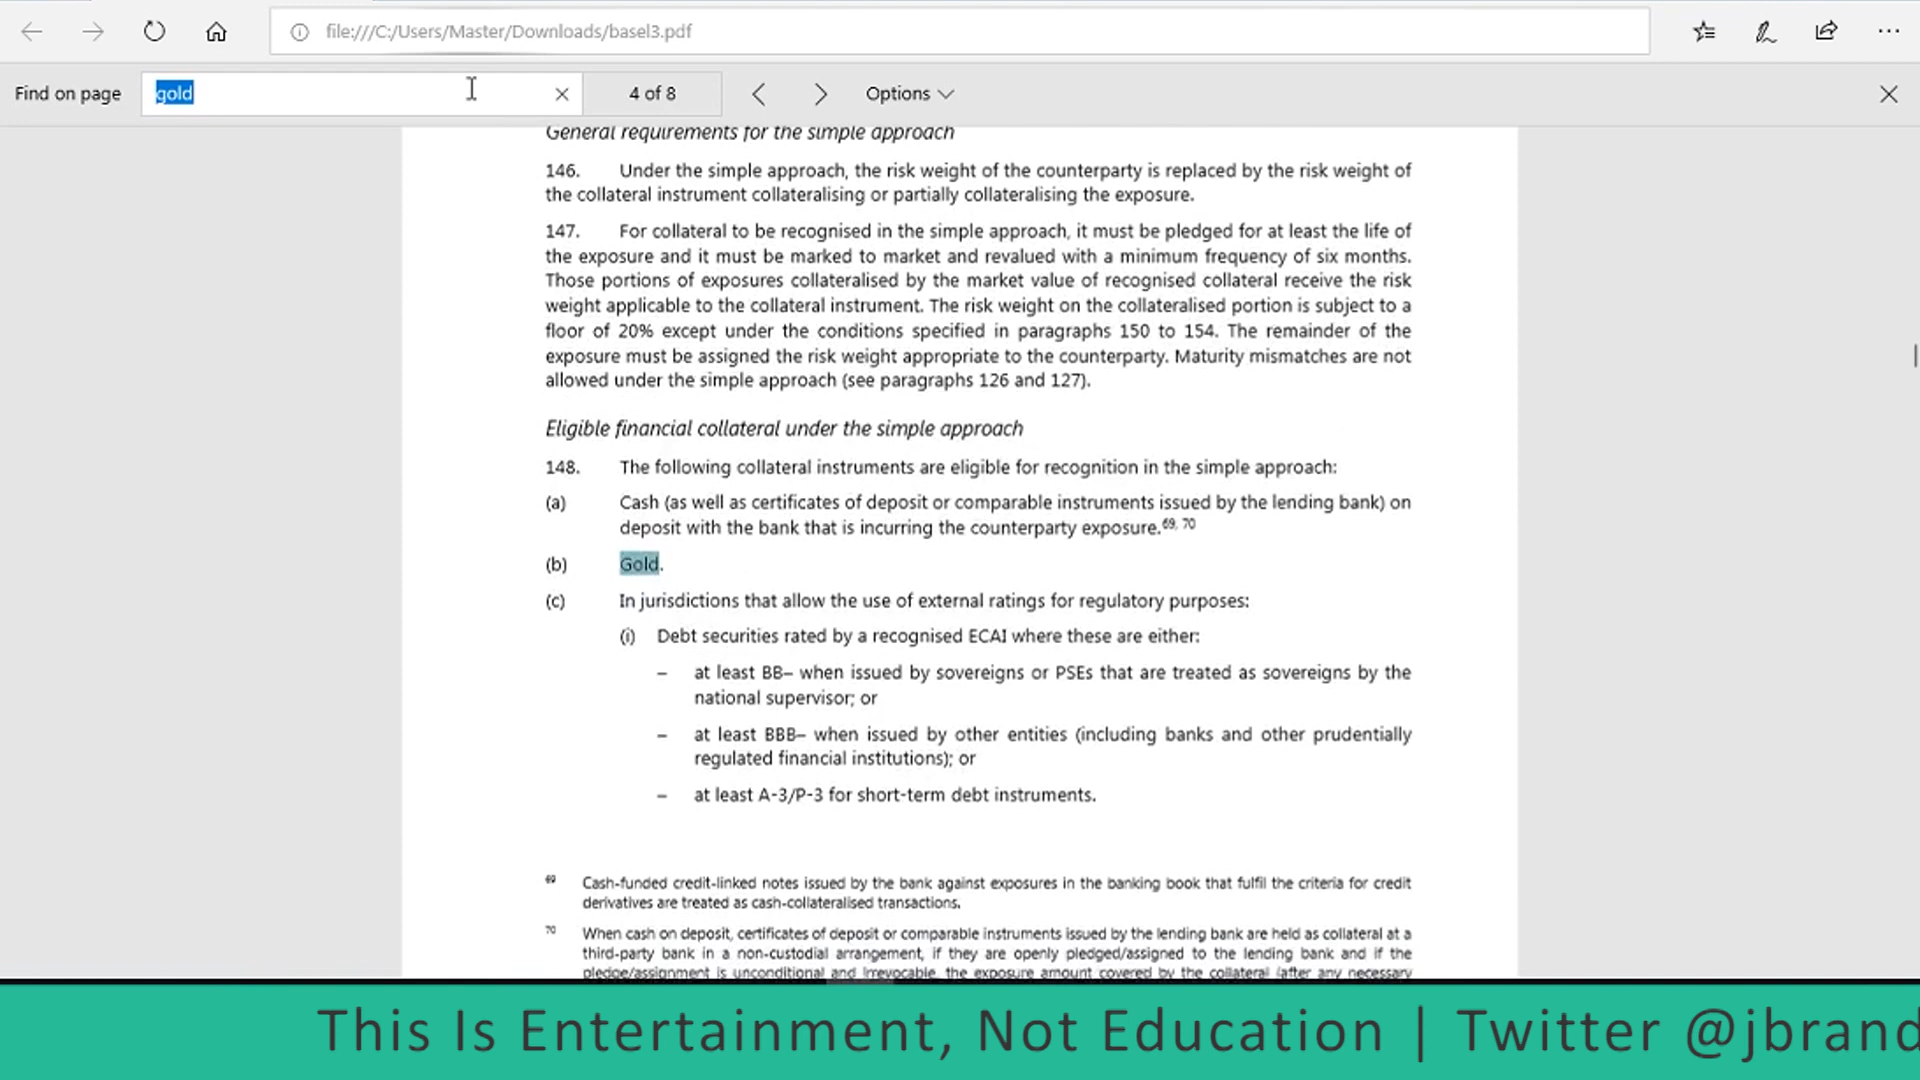 file:///C:/Users/Master/Downloads/basel3.pdf
Find on page gold 4 of 8 Options
General requirements for the simple approach
146. Under the simple approach, the risk weight of the counterparty is replaced by the risk weight of
the collateral instrument collateralising or partially collateralising the exposure.
147. For collateral to be recognised in the simple approach, it must be pledged for at least the life of
the exposure and it must be marked to market and revalued with a minimum frequency of six months.
Those portions of exposures collateralised by the market value of recognised collateral receive the risk
weight applicable to the collateral instrument. The risk weight on the collateralised portion is subject to a
floor of 20% except under the conditions specified in paragraphs 150 to 154. The remainder of the
exposure must be assigned the risk weight appropriate to the counterparty. Maturity mismatches are not
allowed under the simple approach (see paragraphs 126 and 127).
Eligible financial collateral under the simple approach
148. The following collateral instruments are eligible for recognition in the simple approach:
(a) Cash (as well as certificates of deposit or comparable instruments issued by the lending bank) on
deposit with the bank that is incurring the counterparty exposure.69, 70
(b) Gold.
(c) In jurisdictions that allow the use of external ratings for regulatory purposes:
(i) Debt securities rated by a recognised ECAI where these are either:
– at least BB– when issued by sovereigns or PSEs that are treated as sovereigns by the
national supervisor; or
– at least BBB– when issued by other entities (including banks and other prudentially
regulated financial institutions); or
– at least A-3/P-3 for short-term debt instruments.
69 Cash-funded credit-linked notes issued by the bank against exposures in the banking book that fulfil the criteria for credit
derivatives are treated as cash-collateralised transactions.
70 When cash on deposit, certificates of deposit or comparable instruments issued by the lending bank are held as collateral at a
third-party bank in a non-custodial arrangement, if they are openly pledged/assigned to the lending bank and if the
pledge/assignment is unconditional and irrevocable, the exposure amount covered by the collateral (after any necessary
This Is Entertainment, Not Education | Twitter @jbrand